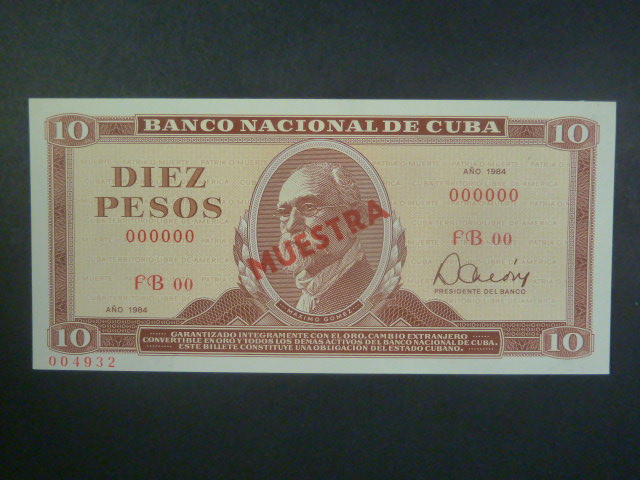 10 BANCO NACIONAL DE CUBA 10
DIEZ
PESOS
000000
FB 00
AÑO 1984
MUESTRA
MAXIMO GOMEZ
AÑO 1984
000000
FB 00
PRESIDENTE DEL BANCO
10 10
GARANTIZADO INTEGRAMENTE CON EL ORO, CAMBIO EXTRANJERO
CONVERTIBLE EN ORO Y TODOS LOS DEMAS ACTIVOS DEL BANCO NACIONAL DE CUBA.
ESTE BILLETE CONSTITUYE UNA OBLIGACION DEL ESTADO CUBANO.
004932